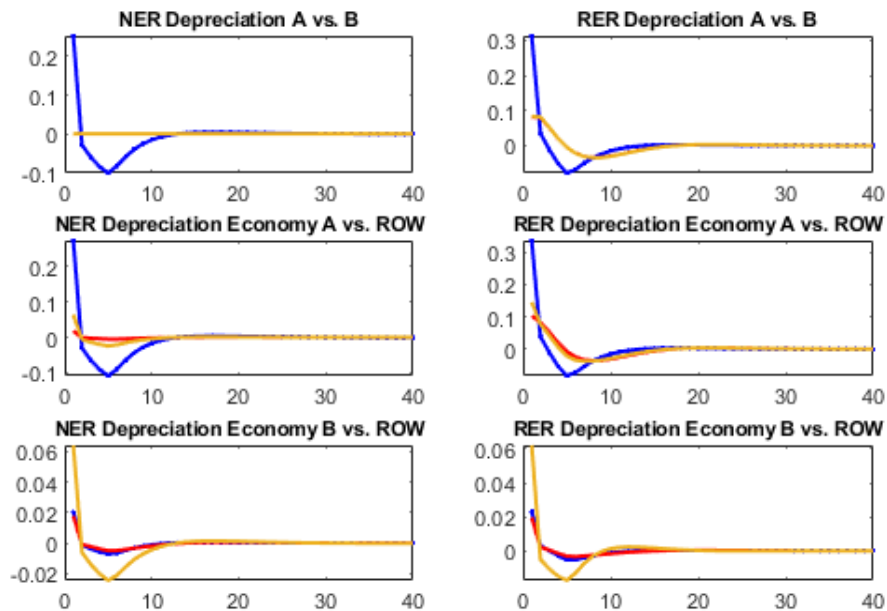 NER Depreciation A vs. B
0.2
0.1
0
-0.1
0 10 20 30 40
RER Depreciation A vs. B
0.3
0.2
0.1
0
0 10 20 30 40
NER Depreciation Economy A vs. ROW
0.2
0.1
0
-0.1
0 10 20 30 40
RER Depreciation Economy A vs. ROW
0.3
0.2
0.1
0
0 10 20 30 40
NER Depreciation Economy B vs. ROW
0.06
0.04
0.02
0
-0.02
0 10 20 30 40
RER Depreciation Economy B vs. ROW
0.06
0.04
0.02
0
0 10 20 30 40